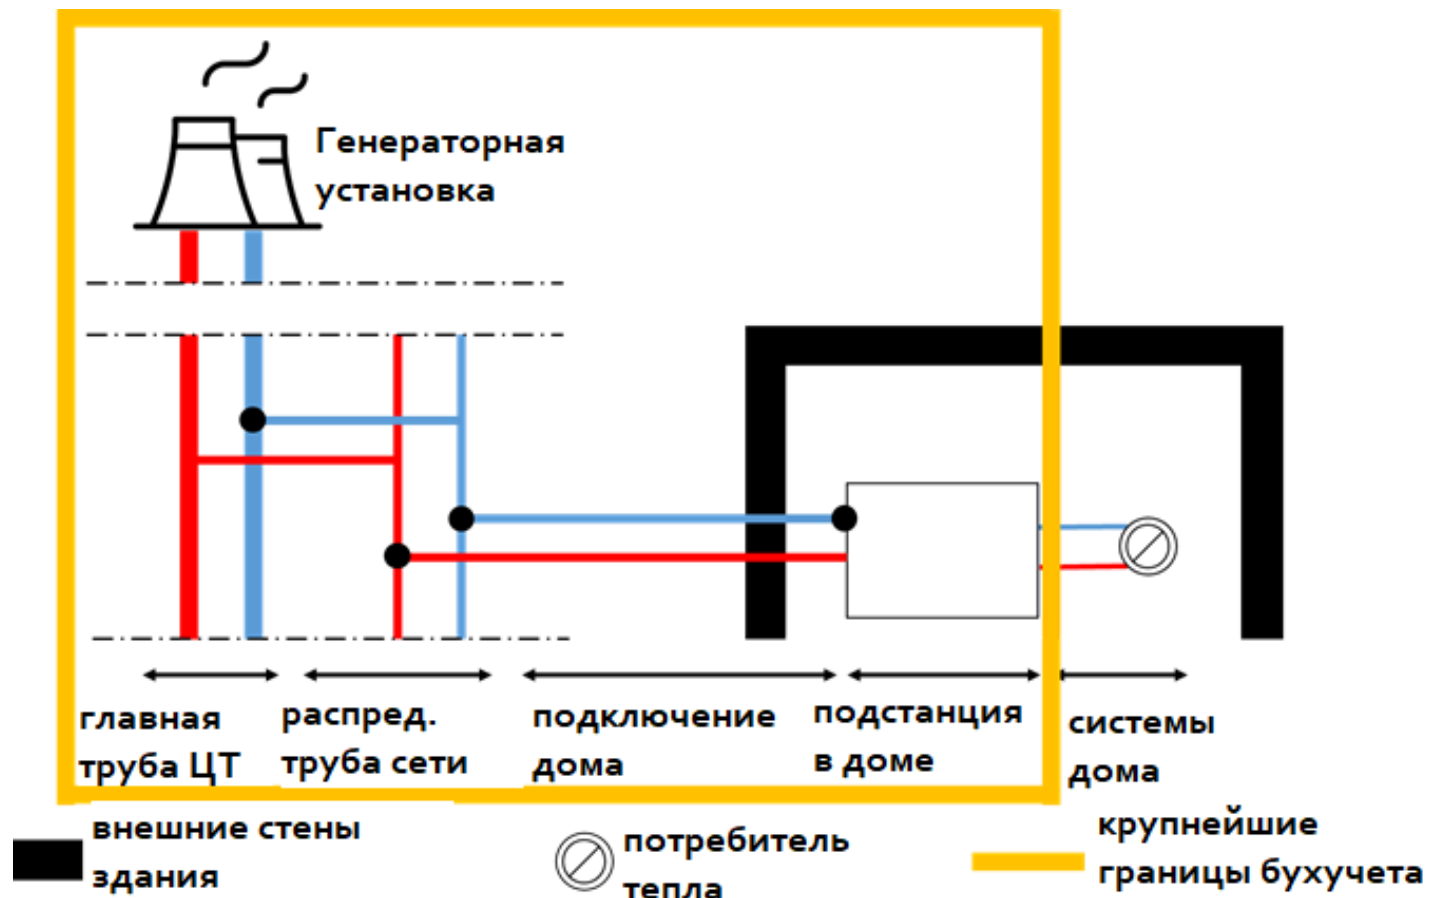 Генераторная
установка
главная
труба ЦТ
распред.
труба сети
подключение
дома
подстанция
в доме
системы
дома
внешние стены
здания
потребитель
тепла
крупнейшие
границы бухучета